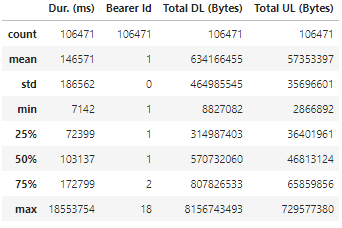 Dur. (ms) Bearer Id Total DL (Bytes) Total UL (Bytes)
count 106471 106471 106471 106471
mean 146571 1 634166455 57353397
std 186562 0 464985545 35696601
min 7142 1 8827082 2866892
25% 72399 1 314987403 36401961
50% 103137 1 570732060 46813124
75% 172799 2 807826533 65859856
max 18553754 18 8156743493 729577380